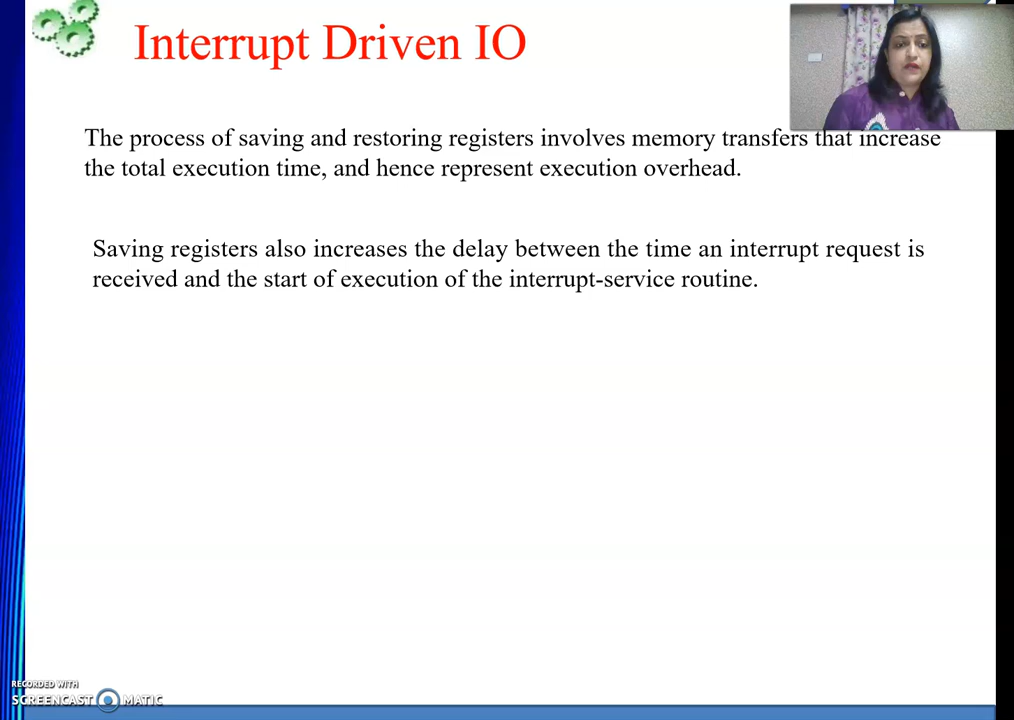 Interrupt Driven IO
The process of saving and restoring registers involves memory transfers that increase
the total execution time, and hence represent execution overhead.
Saving registers also increases the delay between the time an interrupt request is
received and the start of execution of the interrupt-service routine.
RECORDED WITH
SCREENCAST MATIC